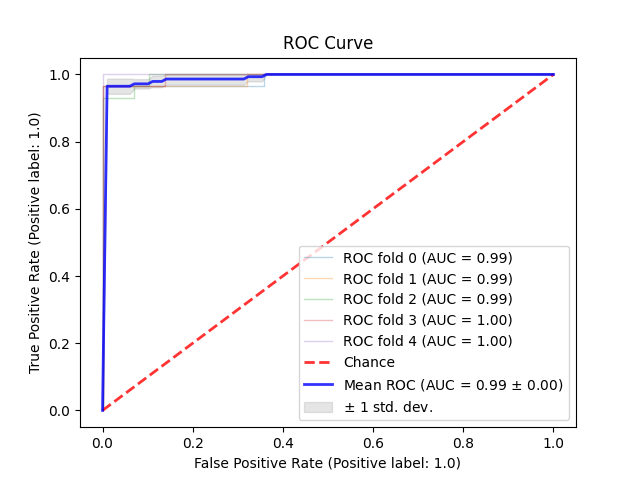 ROC Curve
True Positive Rate (Positive label: 1.0)
1.0
0.8
0.6
0.4
0.2
0.0
ROC fold 0 (AUC = 0.99)
ROC fold 1 (AUC = 0.99)
ROC fold 2 (AUC = 0.99)
ROC fold 3 (AUC = 1.00)
ROC fold 4 (AUC = 1.00)
Chance
Mean ROC (AUC = 0.99 ± 0.00)
± 1 std. dev.
0.0 0.2 0.4 0.6 0.8 1.0
False Positive Rate (Positive label: 1.0)